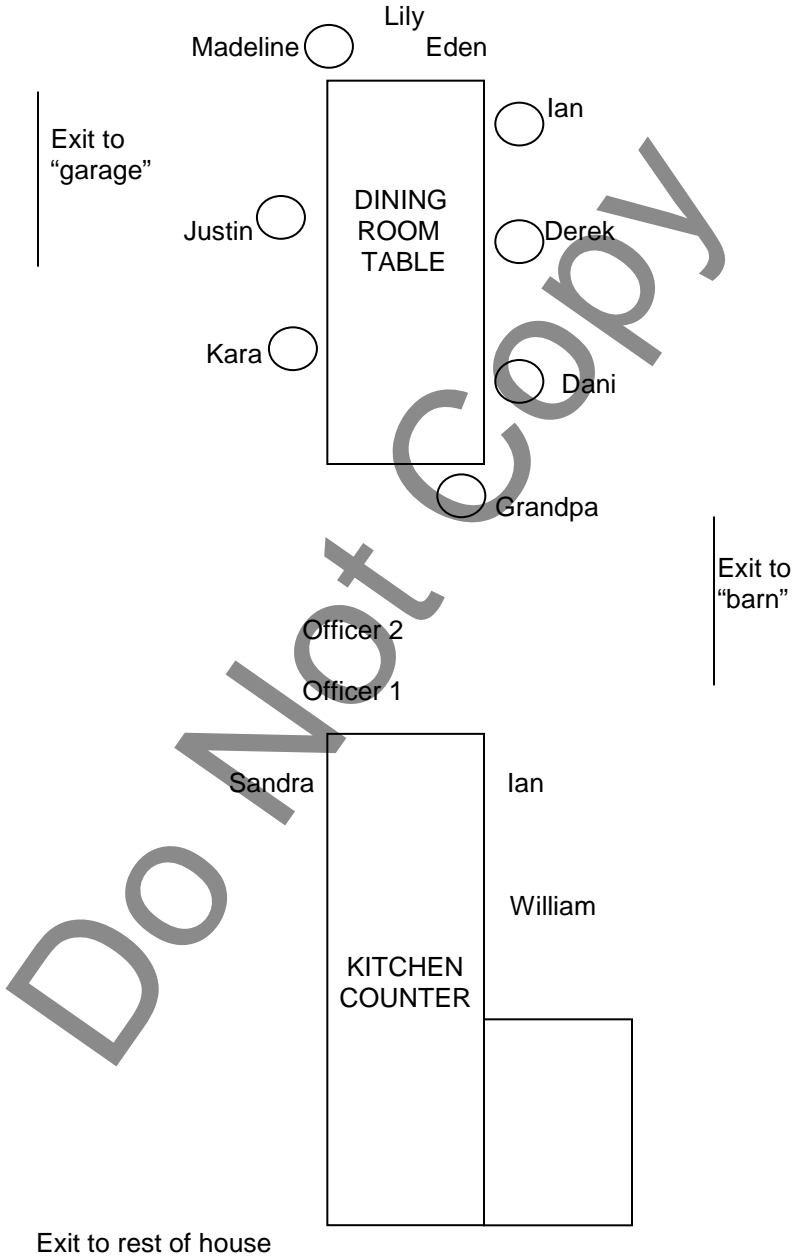 Lily
Madeline
Eden
Ian
Exit to
“garage”
DINING
ROOM
TABLE
Justin
Derek
Kara
Dani
Grandpa
Exit to
“barn”
Officer 2
Officer 1
Sandra
Ian
William
KITCHEN
COUNTER
Exit to rest of house
Do Not Copy